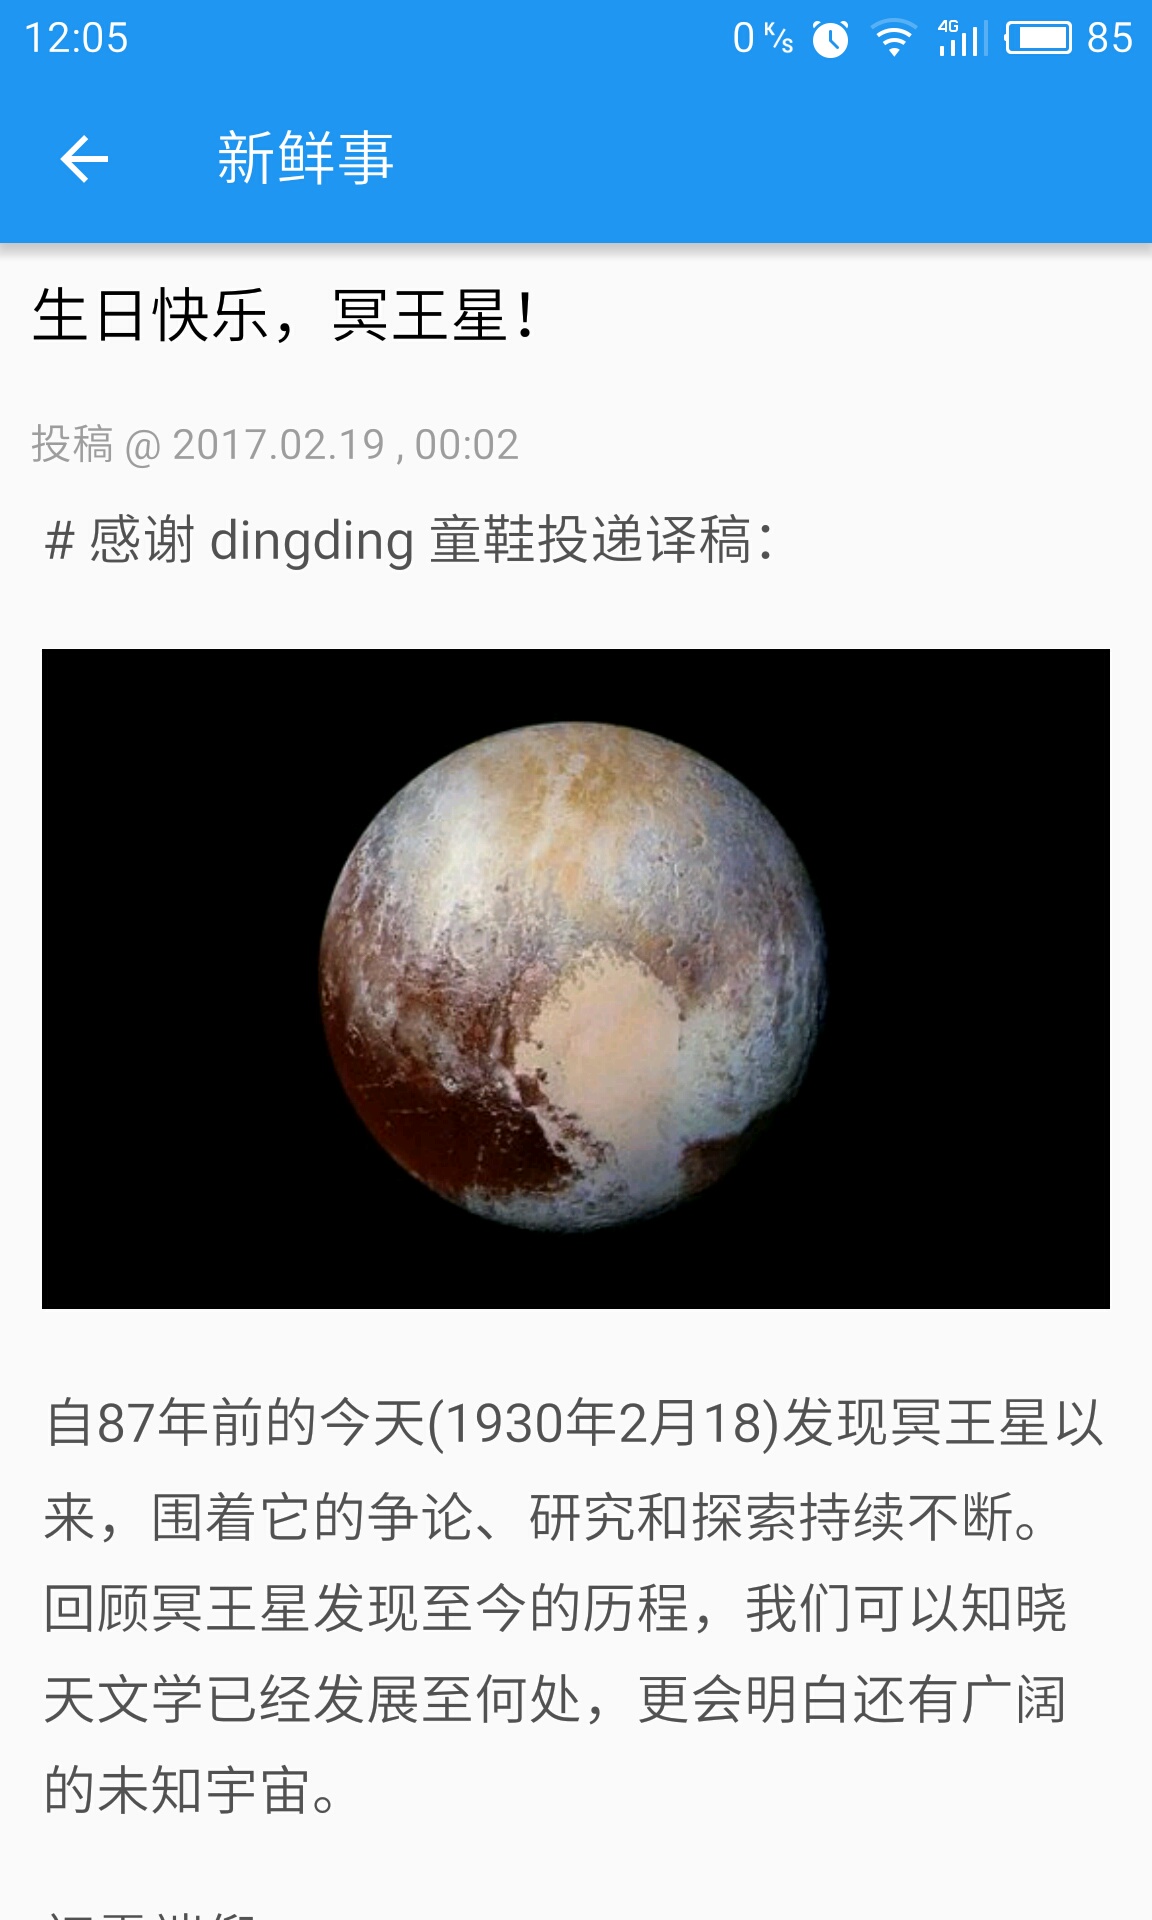 12:05
0 K/s 4G 85
新鲜事
生日快乐，冥王星！
投稿 @ 2017.02.19 , 00:02
# 感谢 dingding 童鞋投递译稿：
自87年前的今天(1930年2月18)发现冥王星以
来，围着它的争论、研究和探索持续不断。
回顾冥王星发现至今的历程，我们可以知晓
天文学已经发展至何处，更会明白还有广阔
的未知宇宙。